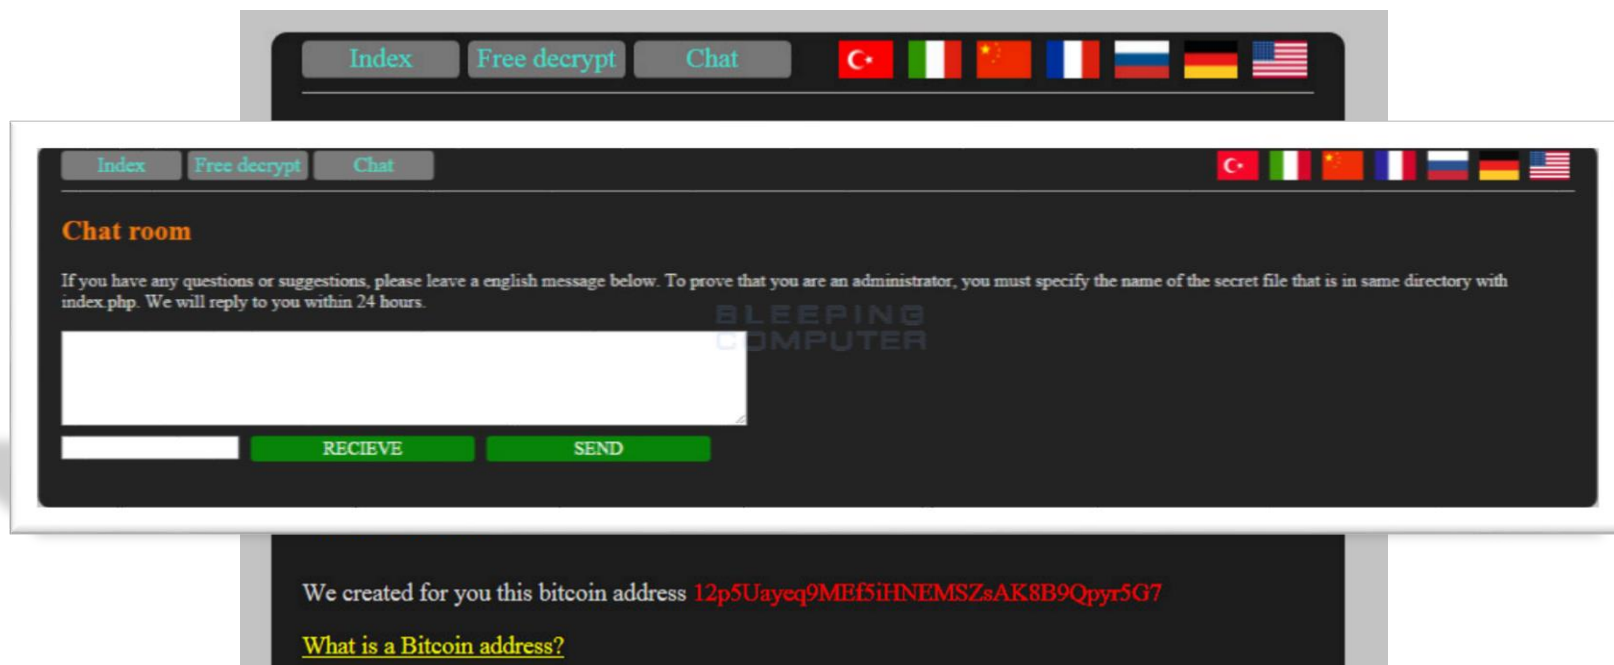 Index Free decrypt Chat
Index Free decrypt Chat
Chat room
If you have any questions or suggestions, please leave a english message below. To prove that you are an administrator, you must specify the name of the secret file that is in same directory with
index.php. We will reply to you within 24 hours.
BLEEPING
COMPUTER
RECIEVE SEND
We created for you this bitcoin address 12p5Uayeq9MEf5iHNEMSZsAK8B9Qpyr5G7
What is a Bitcoin address?